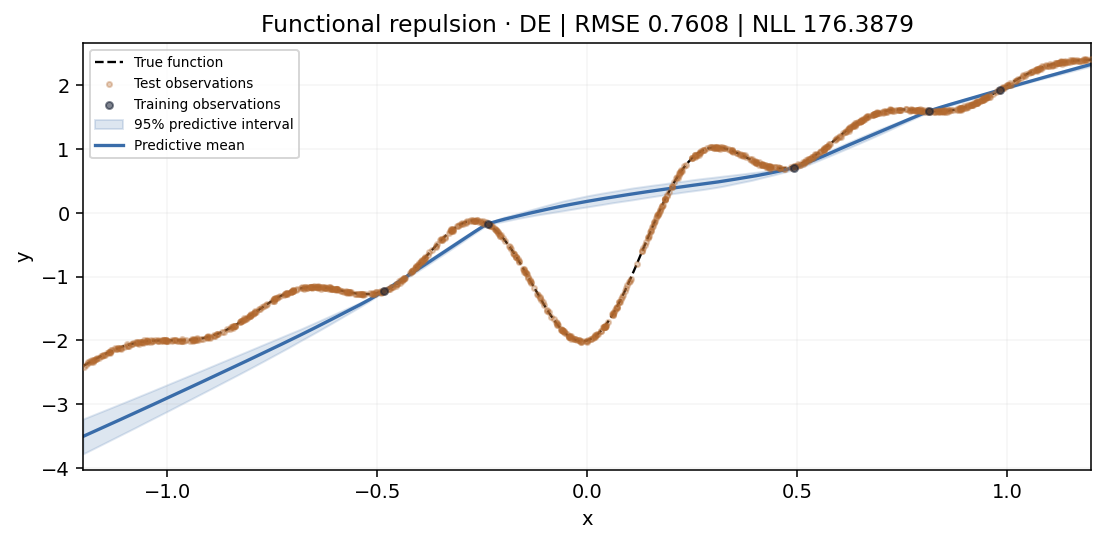 Functional repulsion · DE | RMSE 0.7608 | NLL 176.3879
True function
Test observations
Training observations
95% predictive interval
Predictive mean
2
1
0
−1
−2
−3
−4
y
−1.0
−0.5
0.0
0.5
1.0
x